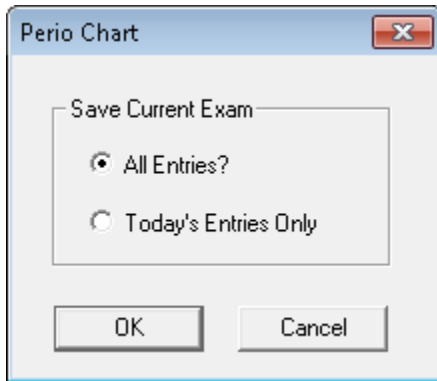 Perio Chart
Save Current Exam
All Entries?
Today's Entries Only
OK
Cancel